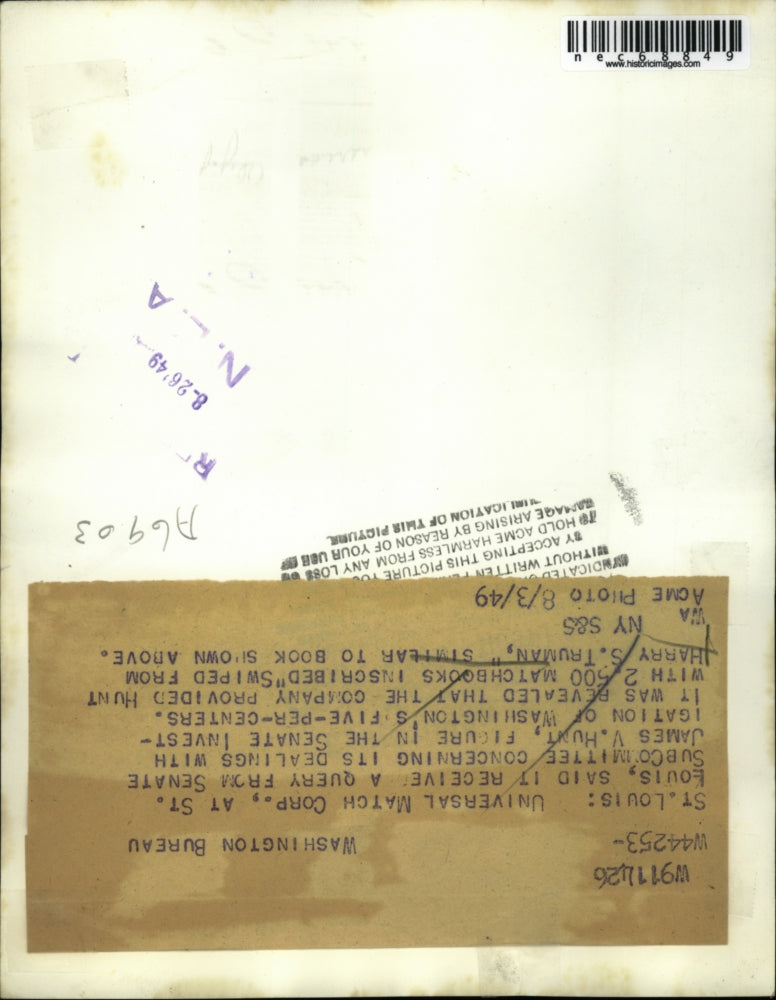 nec68849
www.historicimages.com
W911426
W44253- WASHINGTON BUREAU
ST. LOUIS: UNIVERSAL MATCH CORP., AT ST.
LOUIS, SAID IT RECEIVED A QUERY FROM SENATE
SUBCOMMITTEE CONCERNING ITS DEALINGS WITH
JAMES V. HUNT, FIGURE IN THE SENATE INVEST-
IGATION OF WASHINGTON'S FIVE-PER-CENTERS.
IT WAS REVEALED THAT THE COMPANY PROVIDED HUNT
WITH 2,500 MATCHBOOKS INSCRIBED "SWIPED FROM
HARRY S. TRUMAN," SIMILAR TO BOOK SHOWN ABOVE.
NY S&S
WA
ACME PHOTO 8/3/49
WITHOUT WRITTEN
BY ACCEPTING THIS PICTURE YOU
TO HOLD ACME HARMLESS FROM ANY LOSS OR
DAMAGE ARISING BY REASON OF YOUR USE OF
PUBLICATION OF THIS PICTURE.
A6903
R
8-26'49
N. A